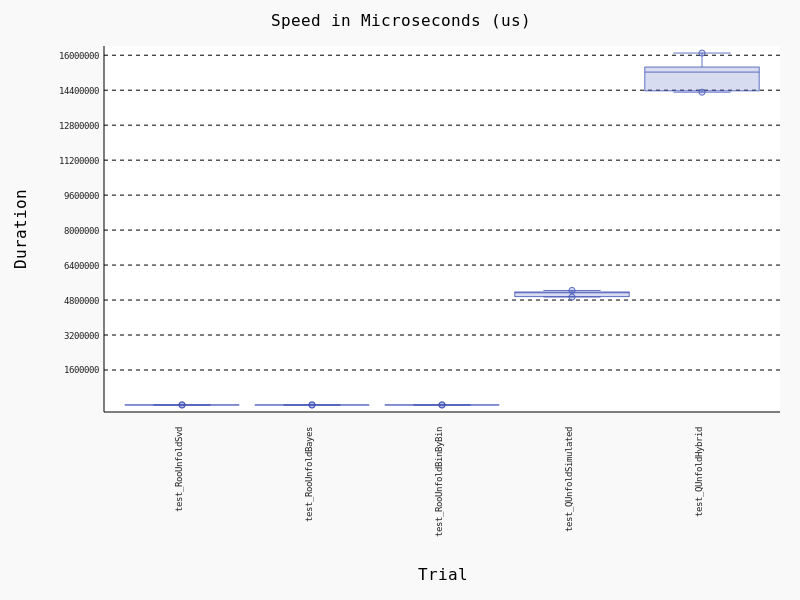 Speed in Microseconds (us)
16000000
14400000
12800000
11200000
9600000
8000000
6400000
4800000
3200000
1600000
Duration
test_RooUnfoldSvd
test_RooUnfoldBayes
test_RooUnfoldBinByBin
test_QUnfoldSimulated
test_QUnfoldHybrid
Trial